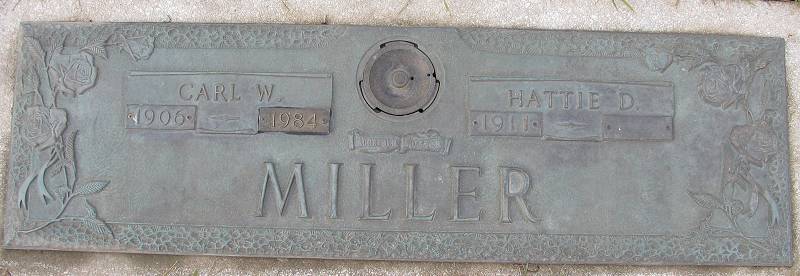 CARL W.
1906 1984
HATTIE D.
1911
MILLER